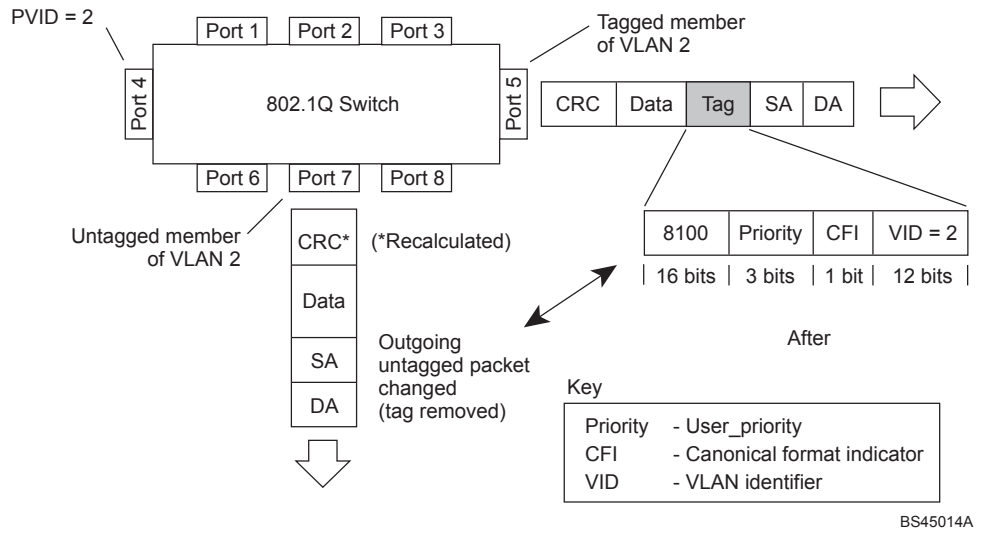 PVID = 2
Port 1
Port 2
Port 3
Tagged member
of VLAN 2
Port 4
802.1Q Switch
Port 5
CRC
Data
Tag
SA
DA
Port 6
Port 7
Port 8
Untagged member
of VLAN 2
CRC*
(*Recalculated)
8100
Priority
CFI
VID = 2
16 bits
3 bits
1 bit
12 bits
Data
After
SA
DA
Outgoing
untagged packet
changed
(tag removed)
Key
Priority - User_priority
CFI - Canonical format indicator
VID - VLAN identifier
BS45014A